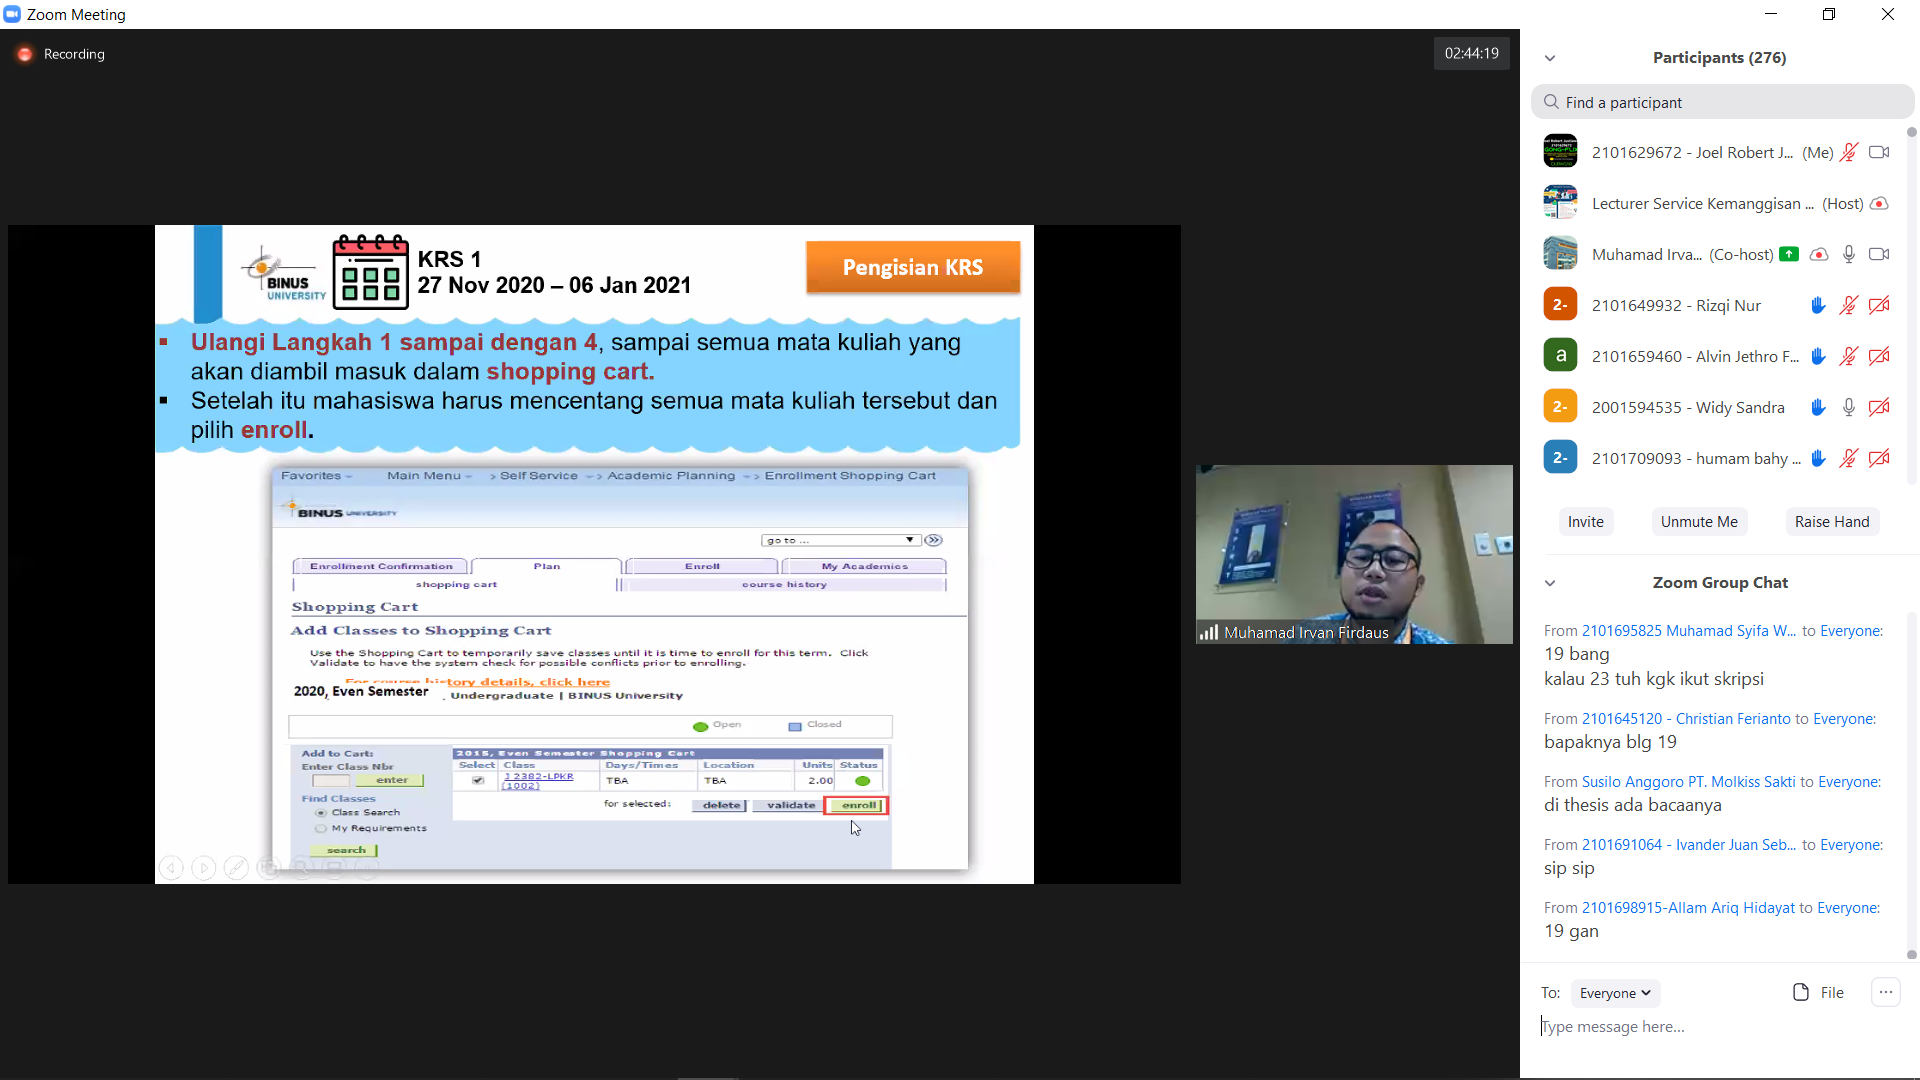 Zoom Meeting
Recording
02:44:19
BINUS
UNIVERSITY
KRS 1
27 Nov 2020 – 06 Jan 2021
Pengisian KRS
Ulangi Langkah 1 sampai dengan 4, sampai semua mata kuliah yang
akan diambil masuk dalam shopping cart.
Setelah itu mahasiswa harus mencentang semua mata kuliah tersebut dan
pilih enroll.
Favorites Main Menu > Self Service > Academic Planning > Enrollment Shopping Cart
BINUS UNIVERSITY
go to ...
Enrollment Confirmation Plan Enroll My Academics
shopping cart course history
Shopping Cart
Add Classes to Shopping Cart
Use the Shopping Cart to temporarily save classes until it is time to enroll for this term. Click
Validate to have the system check for possible conflicts prior to enrolling.
For course history details, click here
2020, Even Semester
Undergraduate | BINUS University
Open Closed
Add to Cart:
Enter Class Nbr
enter
Find Classes
Class Search
My Requirements
search
2015, Even Semester Shopping Cart
Select Class Days/Times Location Units Status
12382-LPKR
(1002)
TBA TBA 2.00
for selected: delete validate enroll
Muhamad Irvan Firdaus
Participants (276)
Find a participant
2101629672 - Joel Robert J... (Me)
Lecturer Service Kemanggisan ... (Host)
Muhamad Irva... (Co-host)
2- 2101649932 - Rizqi Nur
a 2101659460 - Alvin Jethro F...
2- 2001594535 - Widy Sandra
2- 2101709093 - humam bahy ...
Invite Unmute Me Raise Hand
Zoom Group Chat
From 2101695825 Muhamad Syifa W... to Everyone:
19 bang
kalau 23 tuh kgk ikut skripsi
From 2101645120 - Christian Ferianto to Everyone:
bapaknya blg 19
From Susilo Anggoro PT. Molkiss Sakti to Everyone:
di thesis ada bacaanya
From 2101691064 - Ivander Juan Seb... to Everyone:
sip sip
From 2101698915-Allam Ariq Hidayat to Everyone:
19 gan
To: Everyone File ...
Type message here...